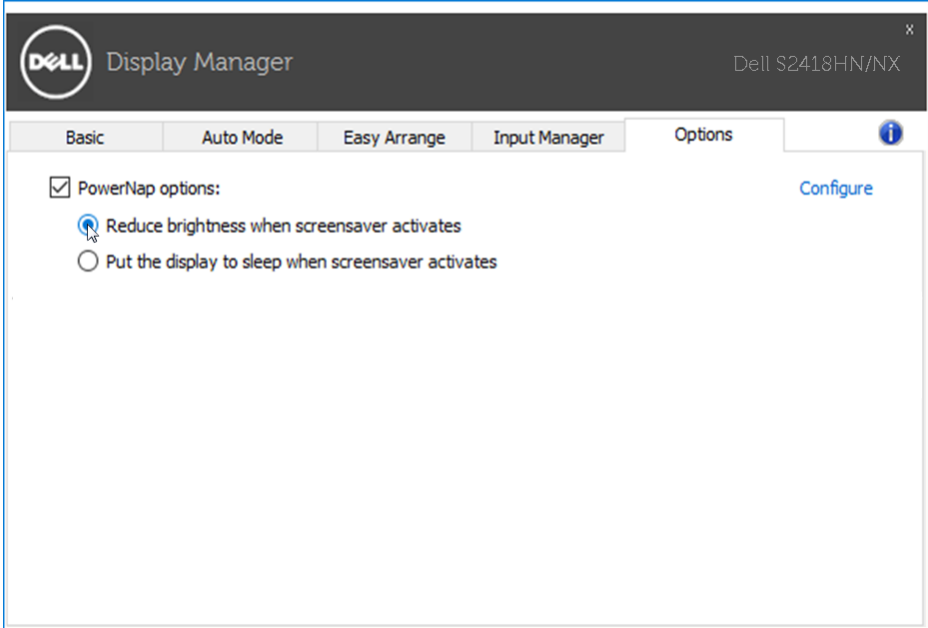 DELL
Display Manager
x
Dell S2418HN/NX
Basic
Auto Mode
Easy Arrange
Input Manager
Options
i
PowerNap options:
Configure
Reduce brightness when screensaver activates
Put the display to sleep when screensaver activates